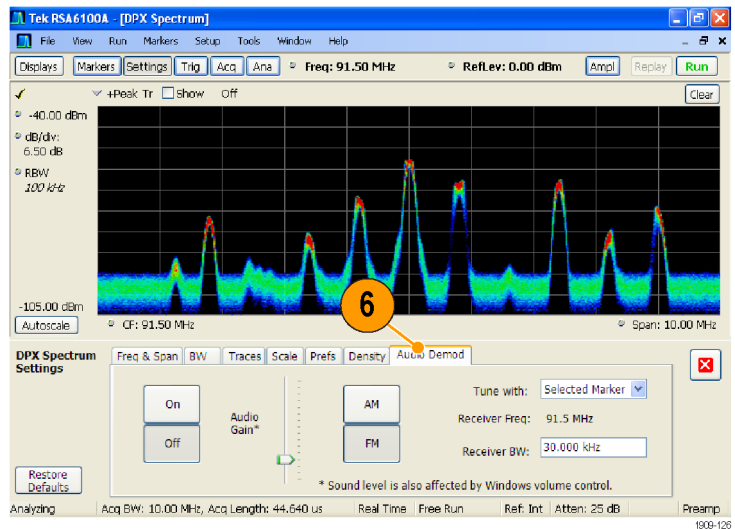 Tek RSA6100A - [DPX Spectrum]
File View Run Markers Setup Tools Window Help
Displays Markers Settings Trig Acq Ana Freq: 91.50 MHz RefLev: 0.00 dBm Ampl Replay Run
+Peak Tr Show Off Clear
-40.00 dBm
dB/div:
6.50 dB
RBW
100 kHz
-105.00 dBm
Autoscale CF: 91.50 MHz Span: 10.00 MHz
6
DPX Spectrum
Settings
Freq & Span BW Traces Scale Prefs Density Audio Demod
On
Off
Audio
Gain*
AM
FM
Tune with: Selected Marker
Receiver Freq: 91.5 MHz
Receiver BW: 30.000 kHz
* Sound level is also affected by Windows volume control.
Restore
Defaults
Analyzing Acq BW: 10.00 MHz, Acq Length: 44.640 us Real Time Free Run Ref: Int Atten: 25 dB Preamp
1909-126